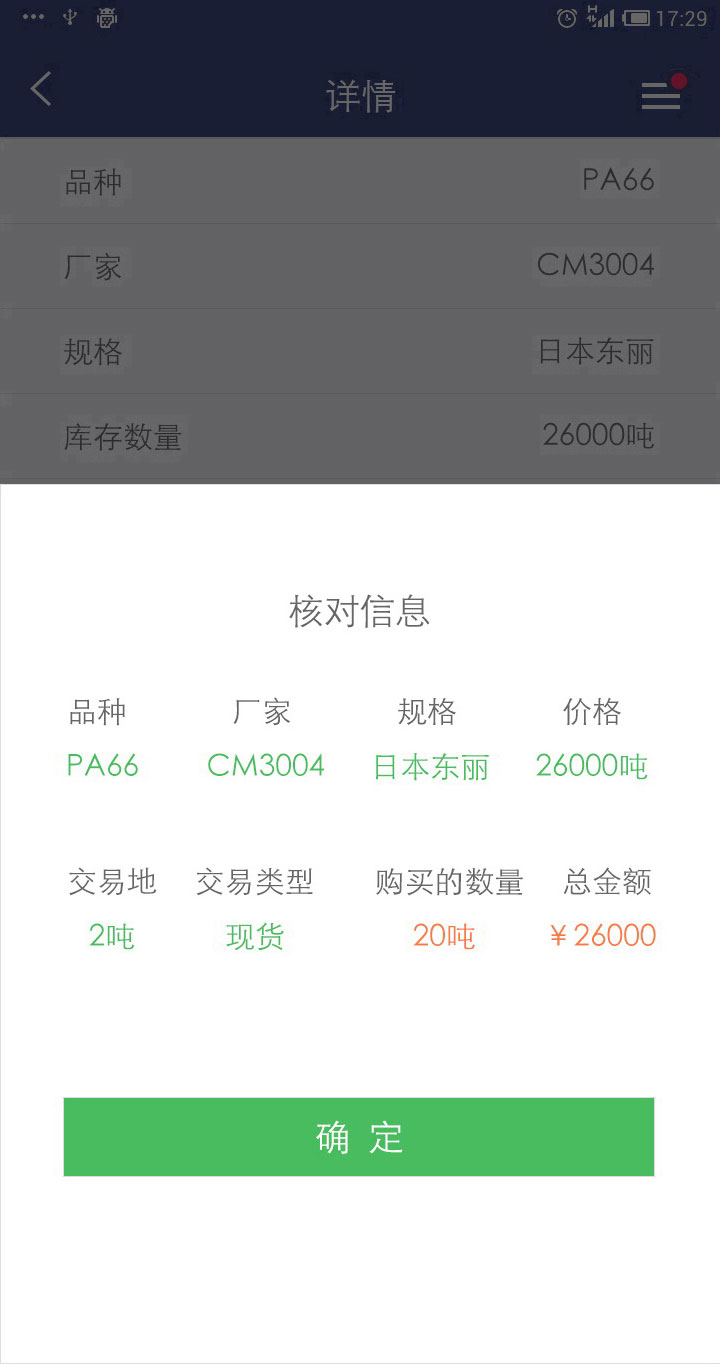 17:29
详情
品种 PA66
厂家 CM3004
规格 日本东丽
库存数量 26000吨
核对信息
品种 厂家 规格 价格
PA66 CM3004 日本东丽 26000吨
交易地 交易类型 购买的数量 总金额
2吨 现货 20吨 ¥26000
确 定